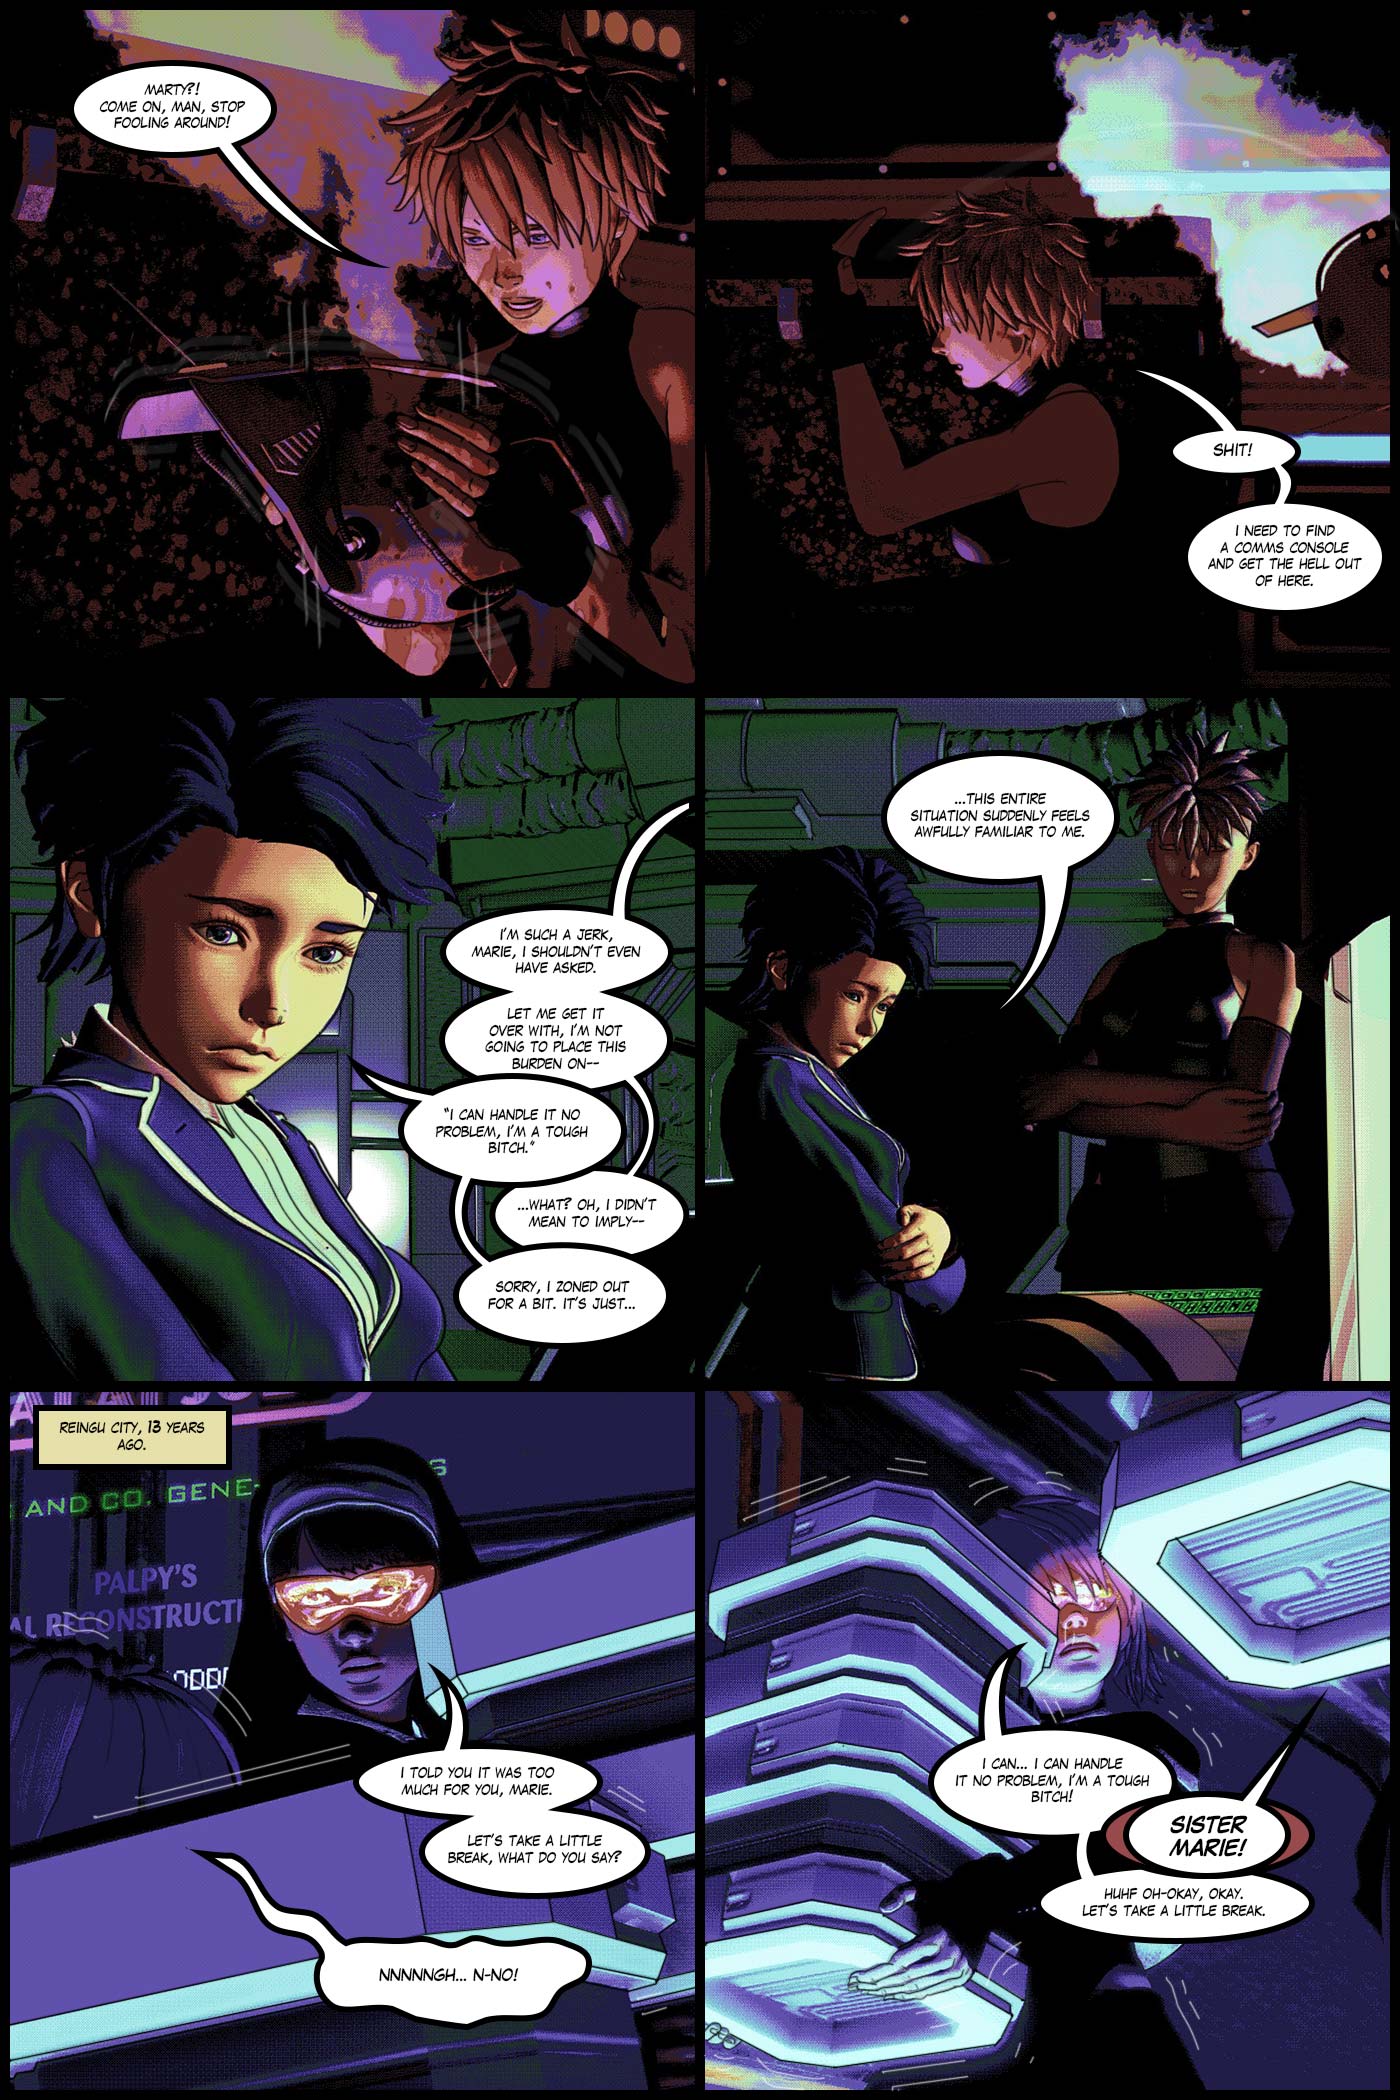 MARTY?!
COME ON, MAN, STOP
FOOLING AROUND!
SHIT!
I NEED TO FIND
A COMMS CONSOLE
AND GET THE HELL OUT
OF HERE.
I'M SUCH A JERK,
MARIE, I SHOULDN'T EVEN
HAVE ASKED.
LET ME GET IT
OVER WITH, I'M NOT
GOING TO PLACE THIS
BURDEN ON--
"I CAN HANDLE IT NO
PROBLEM, I'M A TOUGH
BITCH."
...WHAT? OH, I DIDN'T
MEAN TO IMPLY--
SORRY, I ZONED OUT
FOR A BIT. IT'S JUST...
...THIS ENTIRE
SITUATION SUDDENLY FEELS
AWFULLY FAMILIAR TO ME.
REINGU CITY, 13 YEARS
AGO.
AND CO. GENE-
PALPY'S
AL RECONSTRUCTI
I TOLD YOU IT WAS TOO
MUCH FOR YOU, MARIE.
LET'S TAKE A LITTLE
BREAK, WHAT DO YOU SAY?
NNNNNGH... N-NO!
I CAN... I CAN HANDLE
IT NO PROBLEM, I'M A TOUGH
BITCH!
SISTER
MARIE!
HUHF OH-OKAY, OKAY.
LET'S TAKE A LITTLE BREAK.